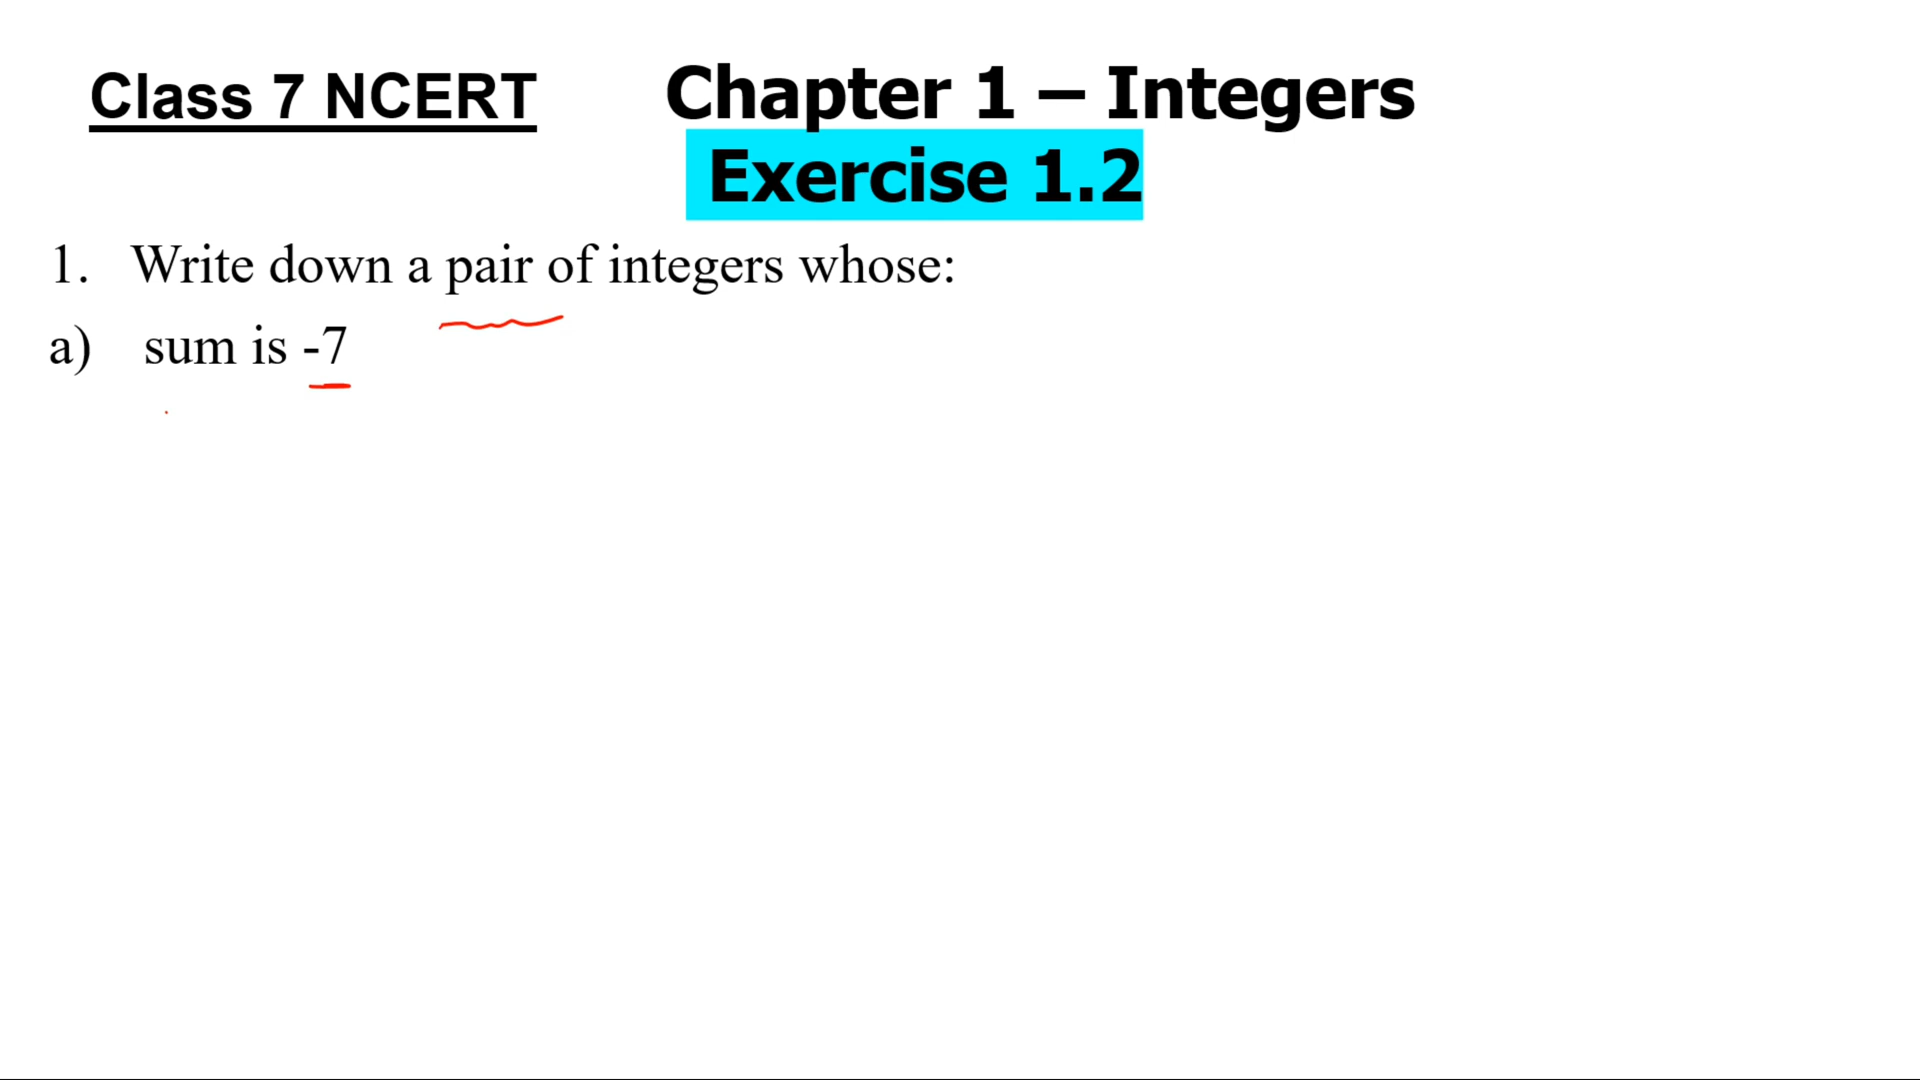 Class 7 NCERT Chapter 1 – Integers
Exercise 1.2
1. Write down a pair of integers whose:
a) sum is -7